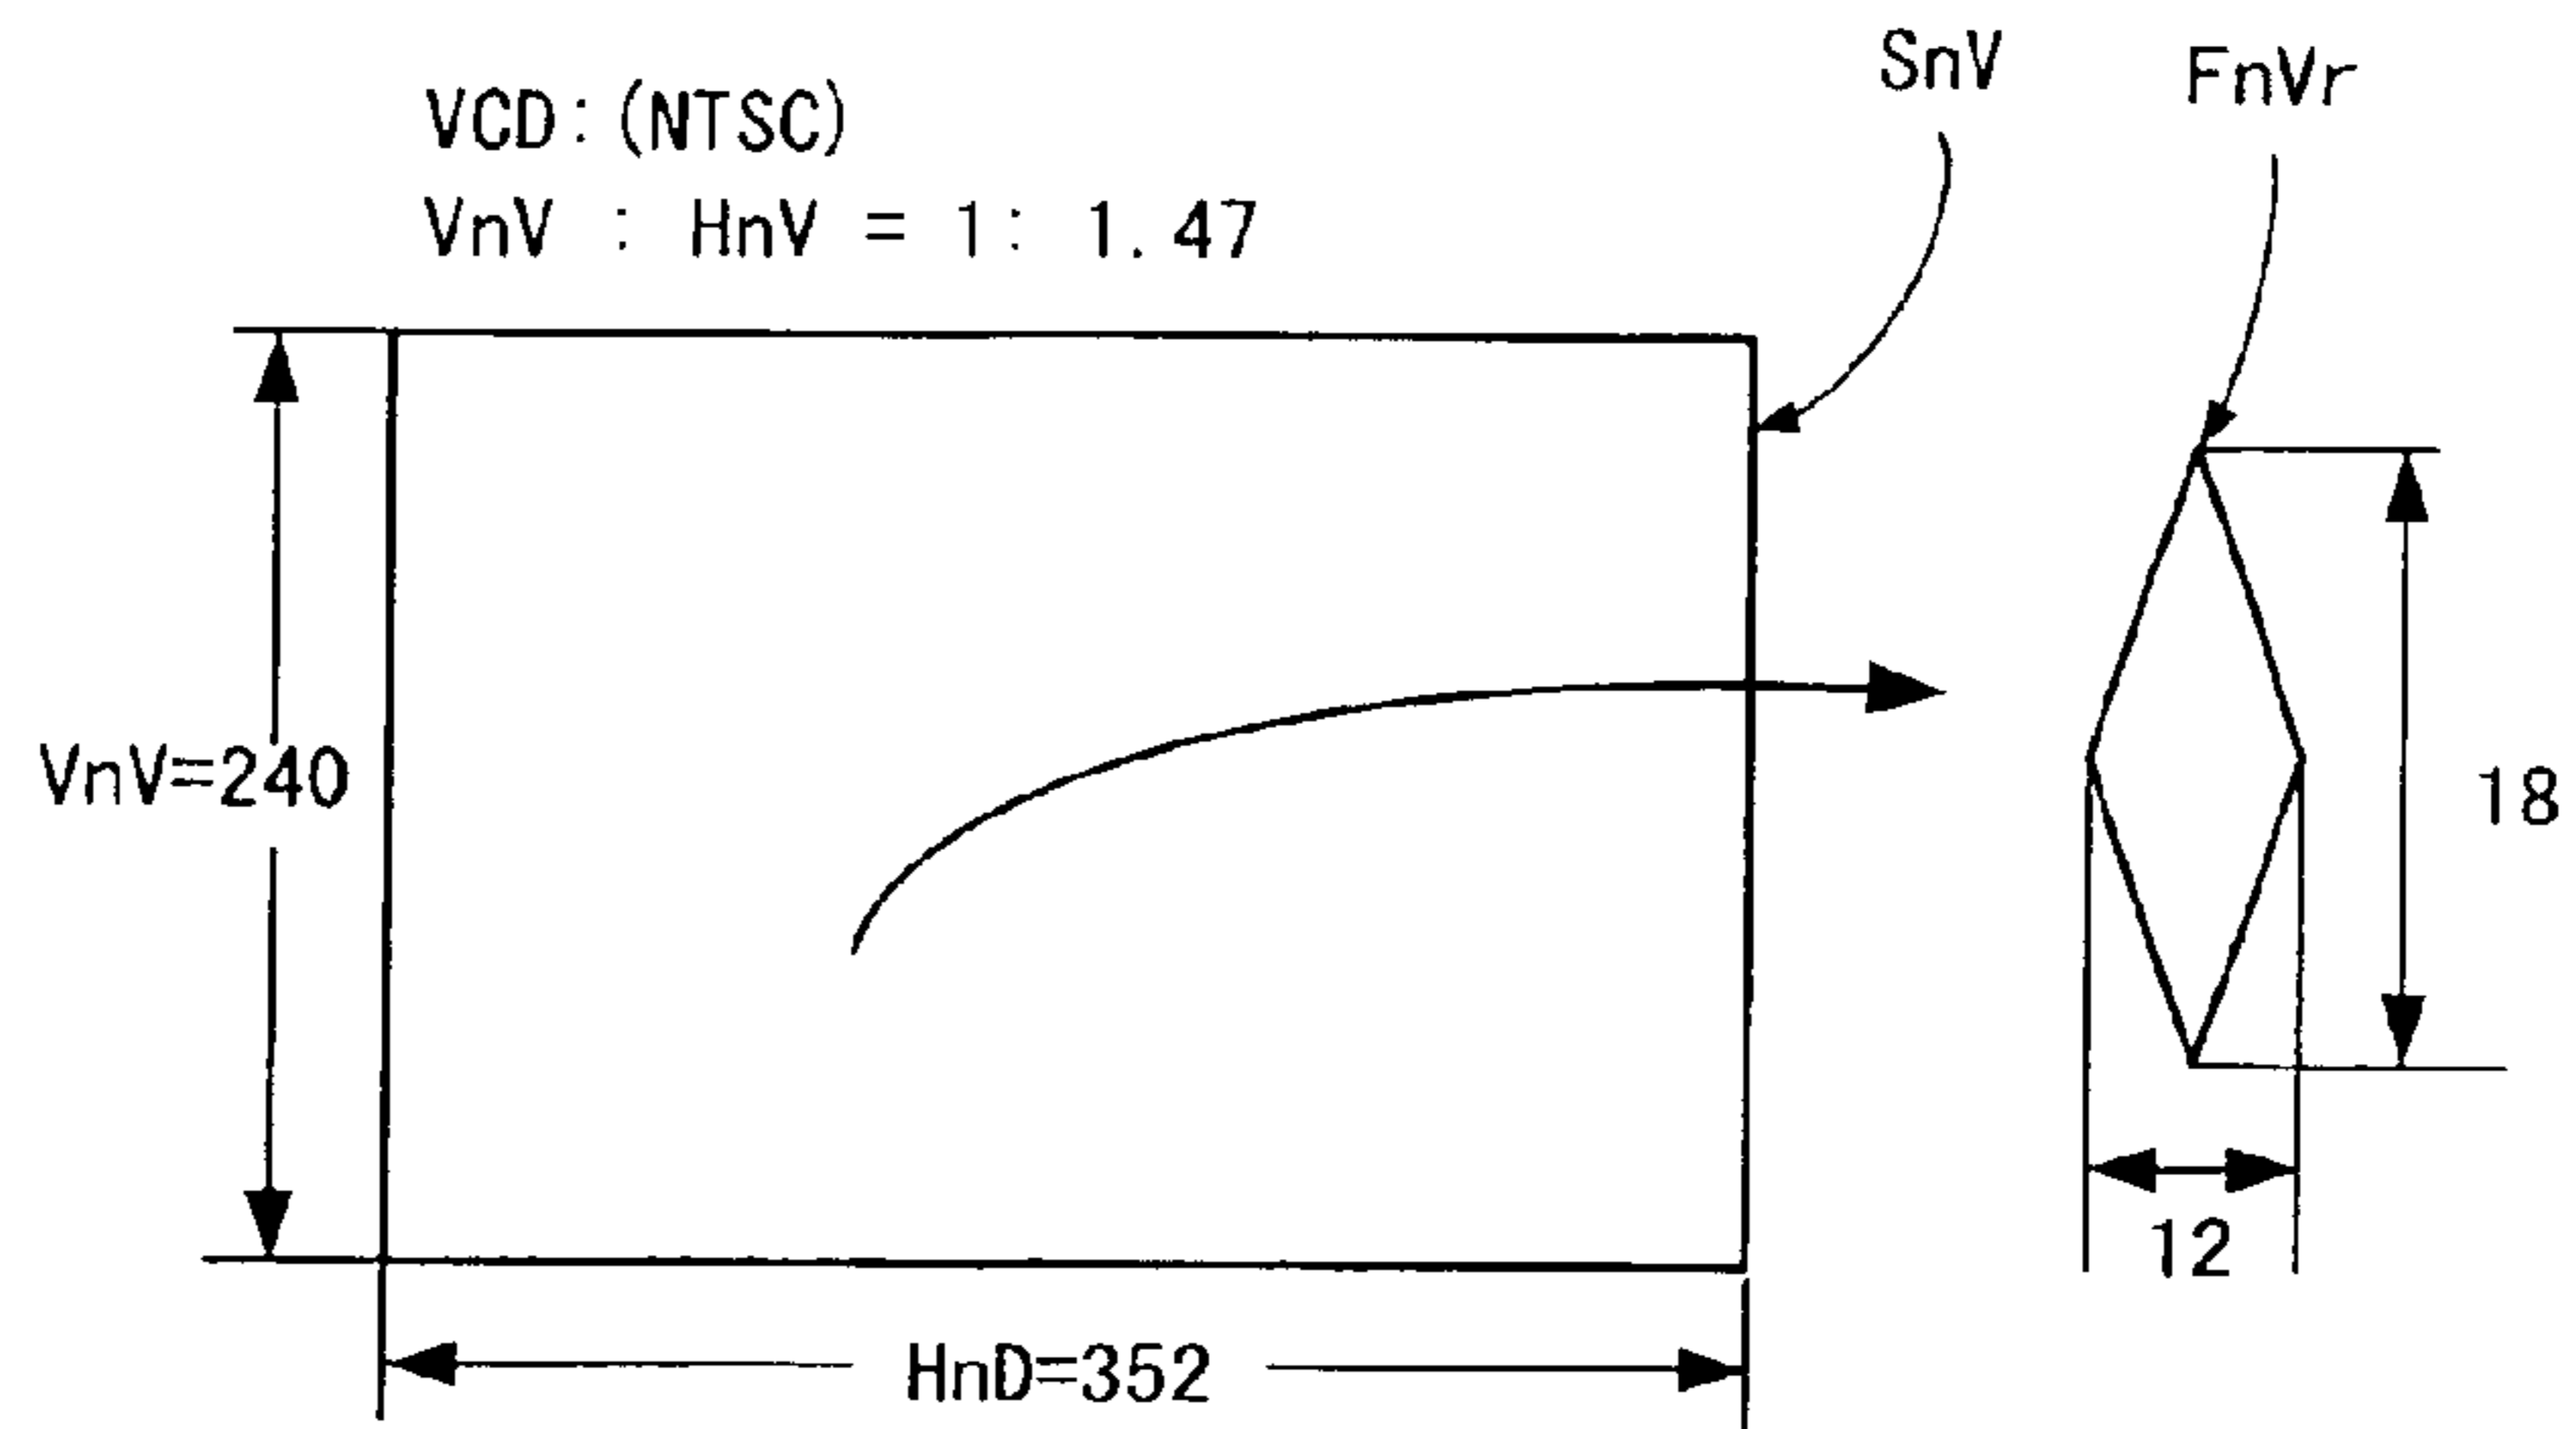 SnV
FnVr
VCD:(NTSC)
VnV : HnV = 1: 1.47
VnV=240
18
12
HnD=352